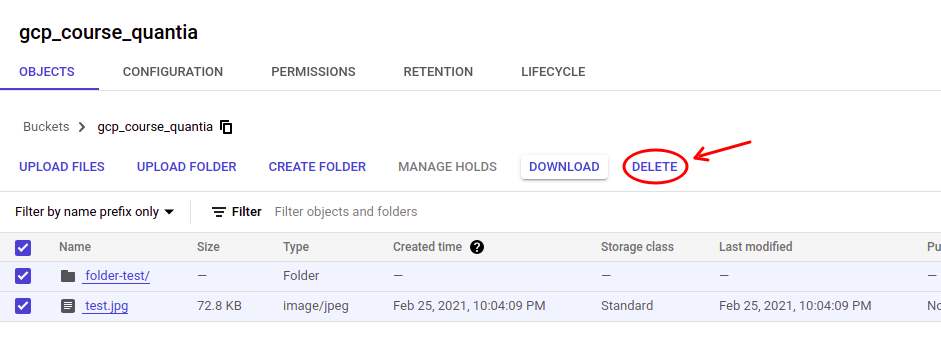 gcp_course_quantia
OBJECTS CONFIGURATION PERMISSIONS RETENTION LIFECYCLE
Buckets gcp_course_quantia
UPLOAD FILES UPLOAD FOLDER CREATE FOLDER MANAGE HOLDS DOWNLOAD DELETE
Filter by name prefix only Filter Filter objects and folders
Name Size Type Created time ? Storage class Last modified Pu
folder-test/ — Folder — — — —
test.jpg 72.8 KB image/jpeg Feb 25, 2021, 10:04:09 PM Standard Feb 25, 2021, 10:04:09 PM No